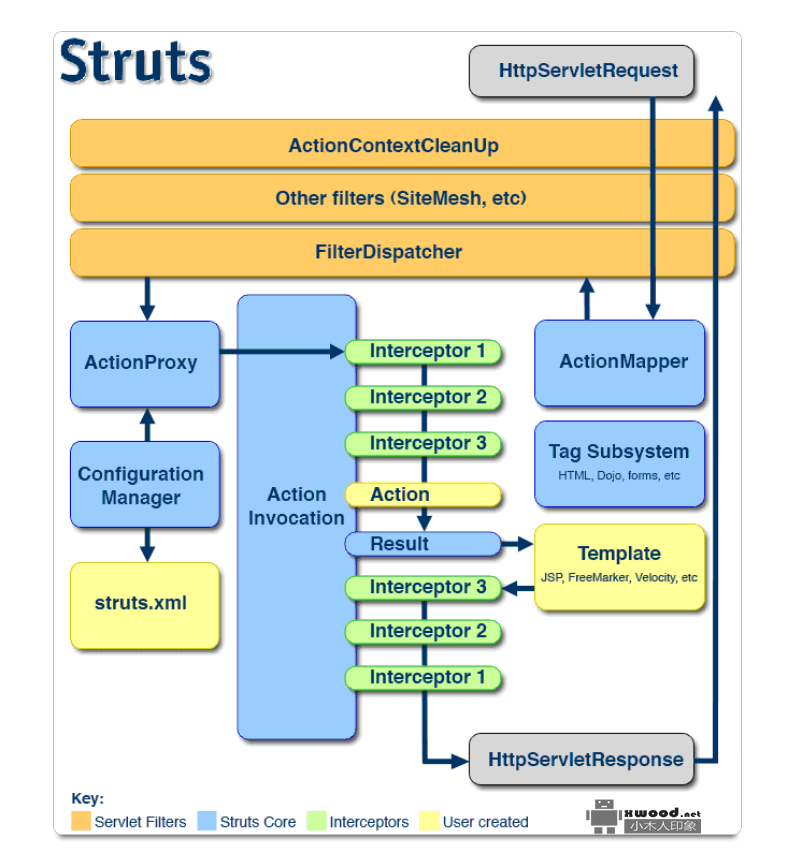 Struts
HttpServletRequest
ActionContextCleanUp
Other filters (SiteMesh, etc)
FilterDispatcher
ActionProxy
Interceptor 1
ActionMapper
Interceptor 2
Interceptor 3
Tag Subsystem
HTML, Dojo, forms, etc
Configuration
Manager
Action
Invocation
Action
Result
Template
JSP, FreeMarker, Velocity, etc
struts.xml
Interceptor 3
Interceptor 2
Interceptor 1
HttpServletResponse
Key:
Servlet Filters
Struts Core
Interceptors
User created
xwood.net
小木人印象